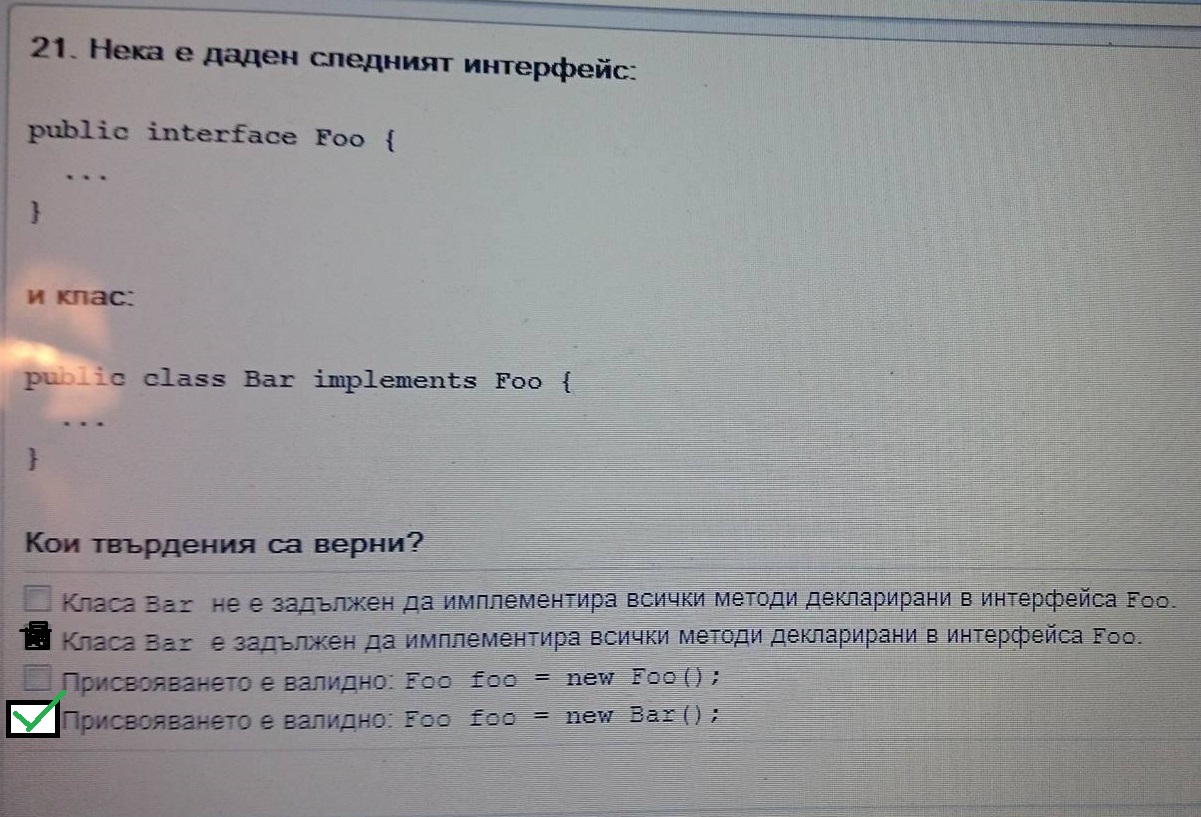 21. Нека е даден следният интерфейс:
public interface Foo {
...
}
и клас:
public class Bar implements Foo {
...
}
Кои твърдения са верни?
Класа Bar не е задължен да имплементира всички методи декларирани в интерфейса Foo.
Класа Bar е задължен да имплементира всички методи декларирани в интерфейса Foo.
Присвояването е валидно: Foo foo = new Foo();
Присвояването е валидно: Foo foo = new Bar();